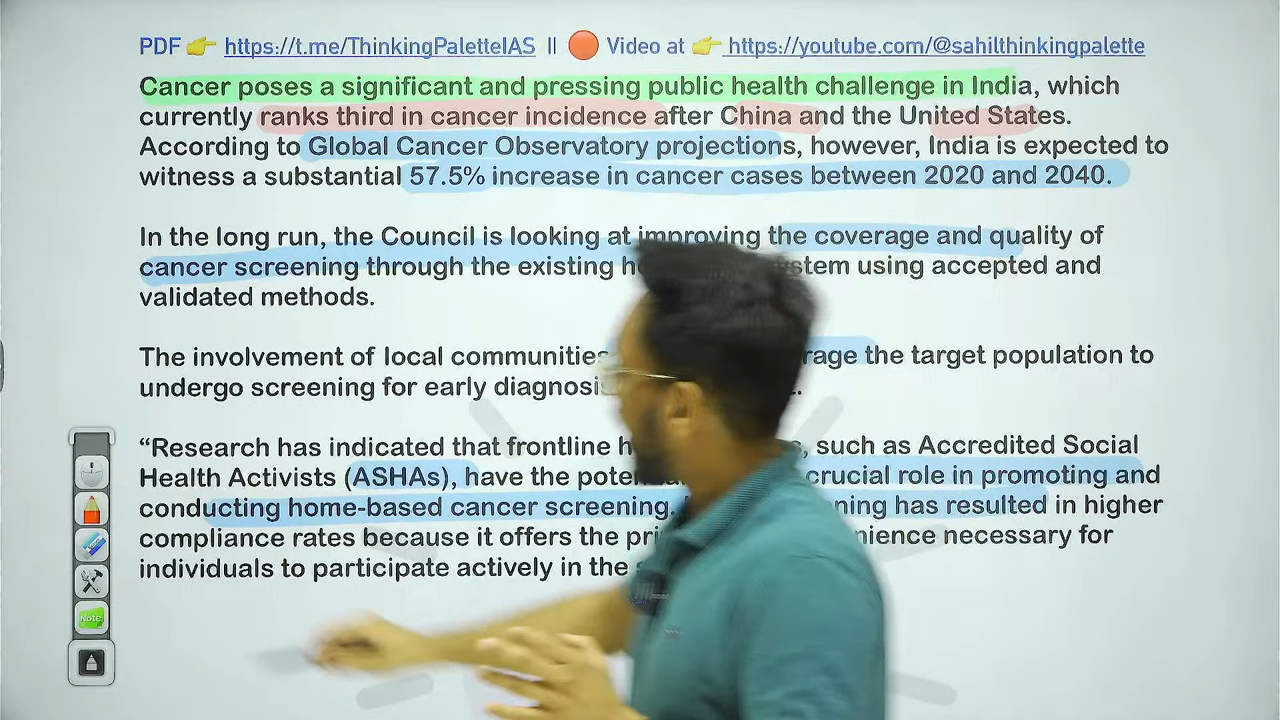 PDF 👉 https://t.me/ThinkingPaletteIAS || 🔴 Video at 👉 https://youtube.com/@sahilthinkingpalette
Cancer poses a significant and pressing public health challenge in India, which
currently ranks third in cancer incidence after China and the United States.
According to Global Cancer Observatory projections, however, India is expected to
witness a substantial 57.5% increase in cancer cases between 2020 and 2040.
In the long run, the Council is looking at improving the coverage and quality of
cancer screening through the existing using accepted and
validated methods.
The involvement of local communities the target population to
undergo screening for early
“Research has indicated that frontline such as Accredited Social
Health Activists (ASHAs), have the crucial role in promoting and
conducting home-based cancer screening. has resulted in higher
compliance rates because it offers the necessary for
individuals to participate actively in the
Note